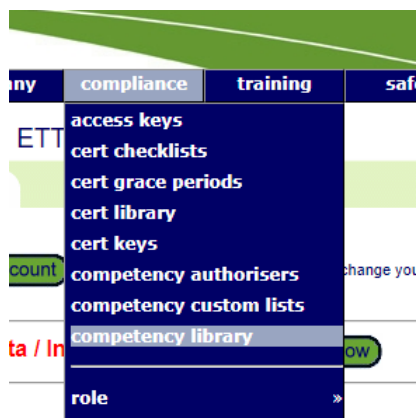 ny compliance training saf
ETT
access keys
cert checklists
cert grace periods
cert library
cert keys
count competency authorisers change you
competency custom lists
ta / In competency library ow
role »